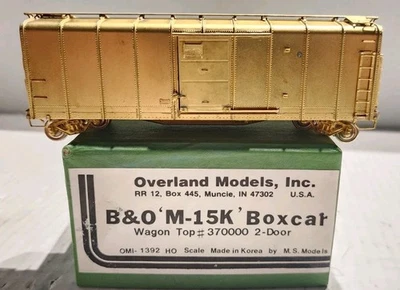 Overland Models, Inc.
RR 12, Box 445, Muncie, IN 47302 U.S.A.
B&O 'M-15K' Boxcar
Wagon Top # 370000 2-Door
OMI- 1392 HO Scale Made in Korea by M.S. Models